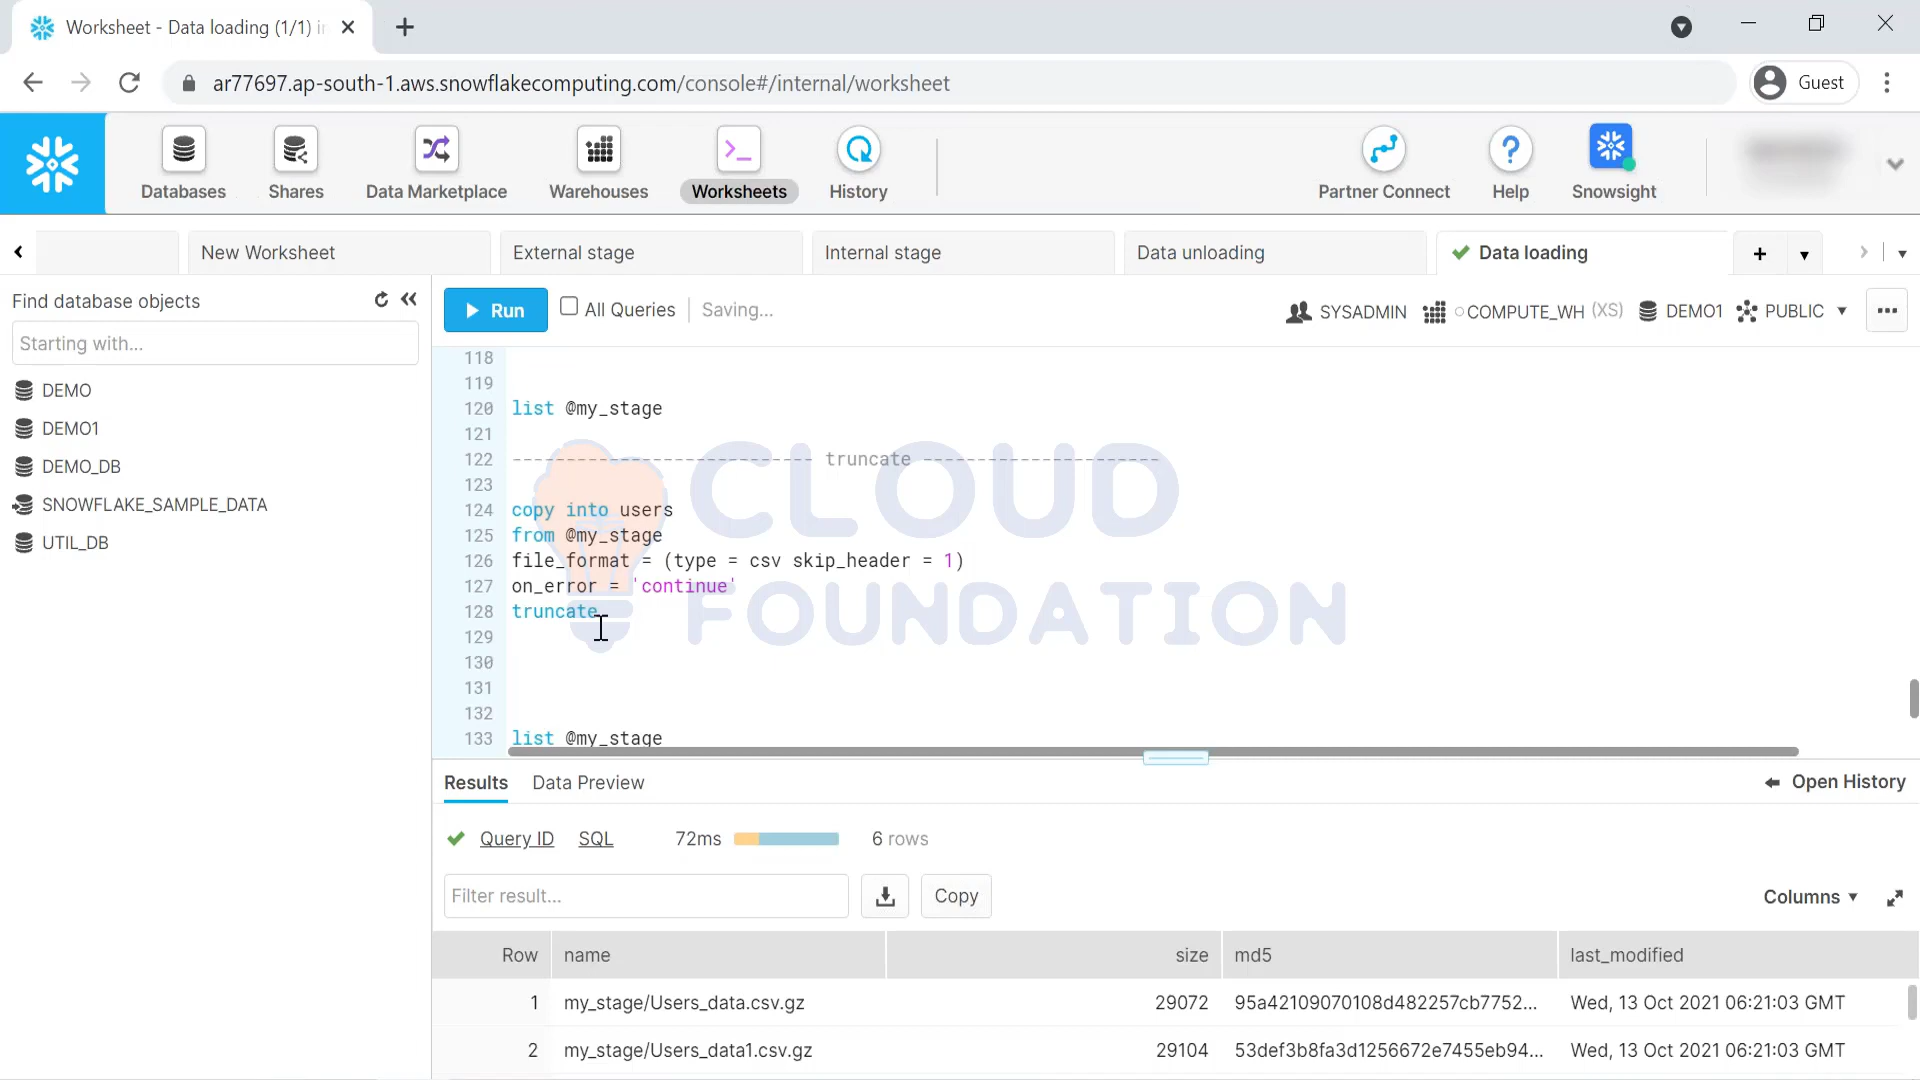 Worksheet - Data loading (1/1) i
ar77697.ap-south-1.aws.snowflakecomputing.com/console#/internal/worksheet
Guest
Databases
Shares
Data Marketplace
Warehouses
Worksheets
History
Partner Connect
Help
Snowsight
New Worksheet
External stage
Internal stage
Data unloading
Data loading
Find database objects
Starting with...
DEMO
DEMO1
DEMO_DB
SNOWFLAKE_SAMPLE_DATA
UTIL_DB
Run
All Queries
Saving...
SYSADMIN
COMPUTE_WH (XS)
DEMO1
PUBLIC
118
119
120 list @my_stage
121
122 ---------------------------- truncate ----------------------
123
124 copy into users
125 from @my_stage
126 file_format = (type = csv skip_header = 1)
127 on_error = 'continue'
128 truncate
129
130
131
132
133 list @my_stage
CLOUD
FOUNDATION
Results
Data Preview
Open History
Query ID
SQL
72ms
6 rows
Filter result...
Copy
Columns
Row name size md5 last_modified
1 my_stage/Users_data.csv.gz 29072 95a42109070108d482257cb7752... Wed, 13 Oct 2021 06:21:03 GMT
2 my_stage/Users_data1.csv.gz 29104 53def3b8fa3d1256672e7455eb94... Wed, 13 Oct 2021 06:21:03 GMT